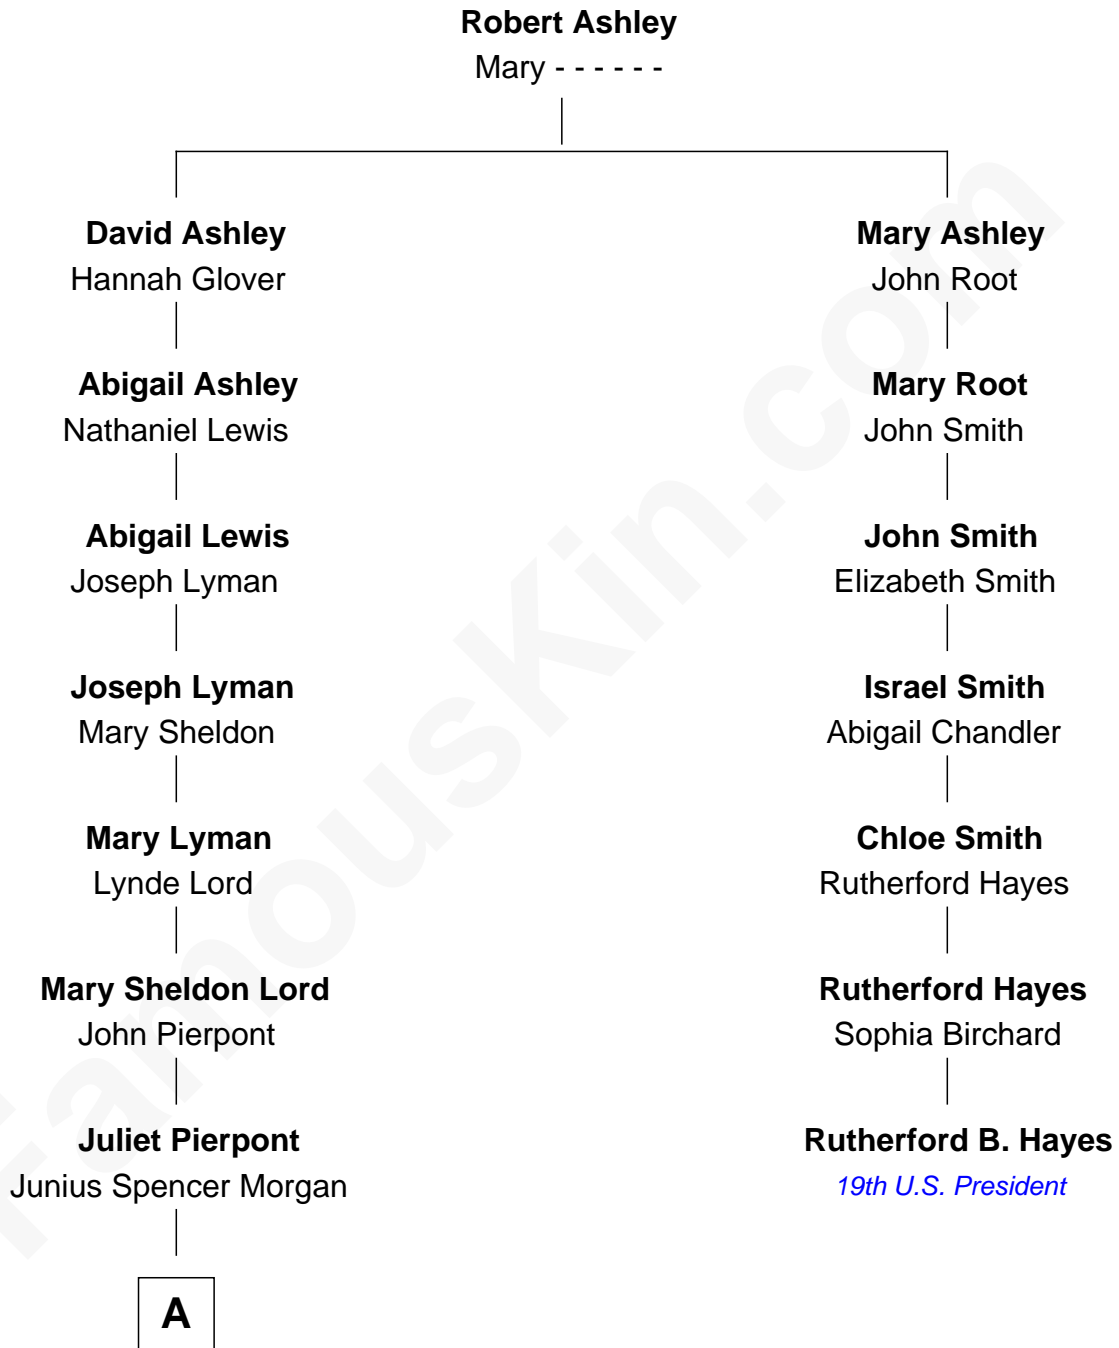 Robert Ashley
Mary - - - - - -
David Ashley
Hannah Glover
Mary Ashley
John Root
Abigail Ashley
Nathaniel Lewis
Mary Root
John Smith
Abigail Lewis
Joseph Lyman
John Smith
Elizabeth Smith
Joseph Lyman
Mary Sheldon
Israel Smith
Abigail Chandler
Mary Lyman
Lynde Lord
Chloe Smith
Rutherford Hayes
Mary Sheldon Lord
John Pierpont
Rutherford Hayes
Sophia Birchard
Juliet Pierpont
Junius Spencer Morgan
Rutherford B. Hayes
19th U.S. President
A
FamousKin.com